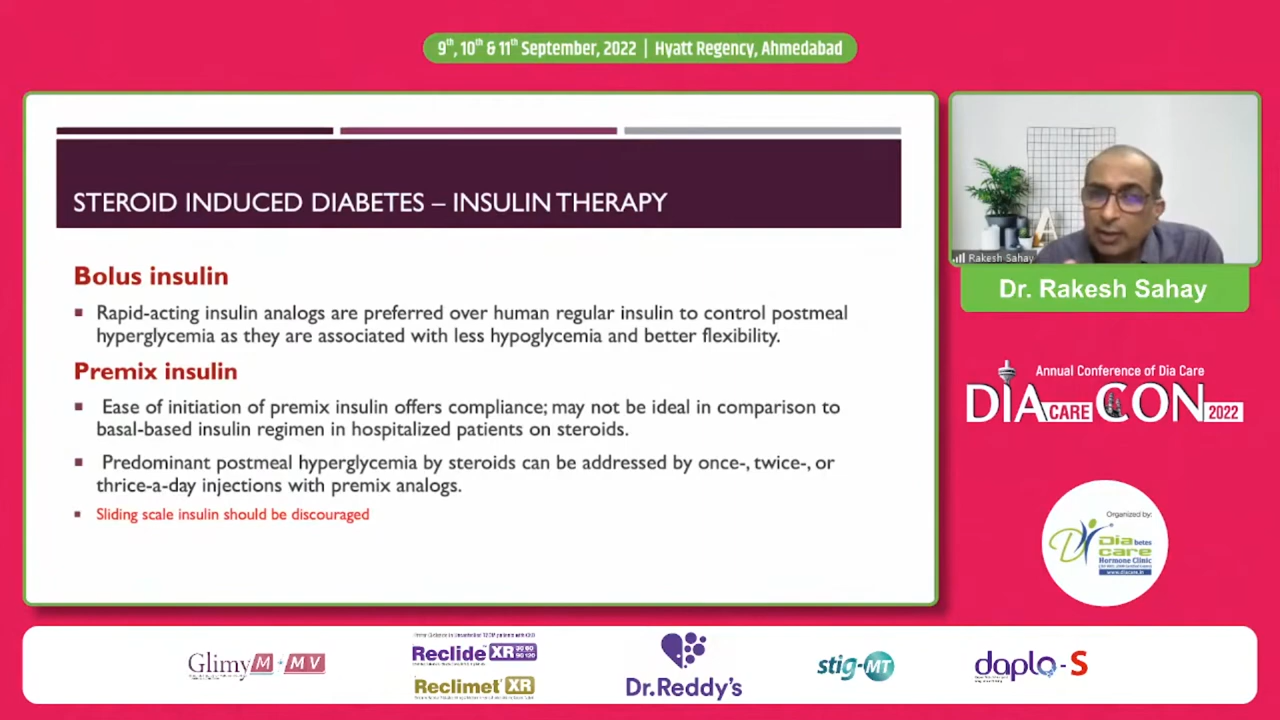 9th, 10th & 11th September, 2022 | Hyatt Regency, Ahmedabad
STEROID INDUCED DIABETES – INSULIN THERAPY
Bolus insulin
▪ Rapid-acting insulin analogs are preferred over human regular insulin to control postmeal
hyperglycemia as they are associated with less hypoglycemia and better flexibility.
Premix insulin
▪ Ease of initiation of premix insulin offers compliance; may not be ideal in comparison to
basal-based insulin regimen in hospitalized patients on steroids.
▪ Predominant postmeal hyperglycemia by steroids can be addressed by once-, twice-, or
thrice-a-day injections with premix analogs.
▪ Sliding scale insulin should be discouraged
A
Rakesh Sahay
Dr. Rakesh Sahay
Annual Conference of Dia Care
DIA CARE CON 2022
Organized by:
Diabetes
care
Hormone Clinic
www.diacare.in
Glimy M + MV
Reclide XR
Reclimet XR
Dr.Reddy's
stig-MT
daplo-S